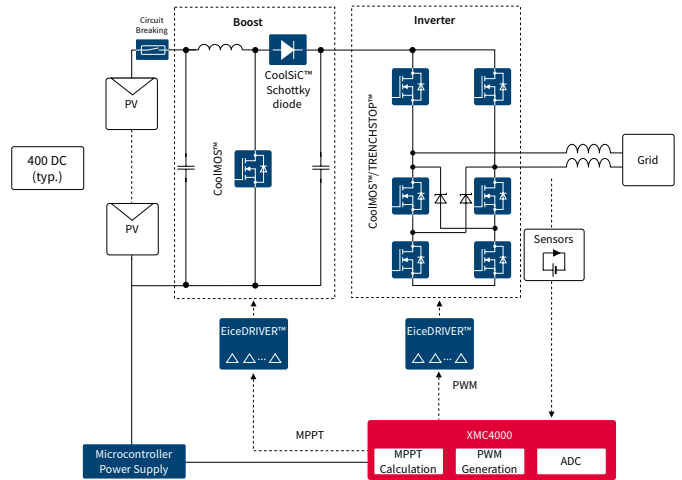 Circuit
Breaking
Boost
Inverter
PV
CoolSiC™
Schottky
diode
CoolMOS™
CoolMOS™/TRENCHSTOP™
400 DC
(typ.)
Grid
PV
Sensors
EiceDRIVER™
...
EiceDRIVER™
...
PWM
MPPT
XMC4000
Microcontroller
Power Supply
MPPT
Calculation
PWM
Generation
ADC